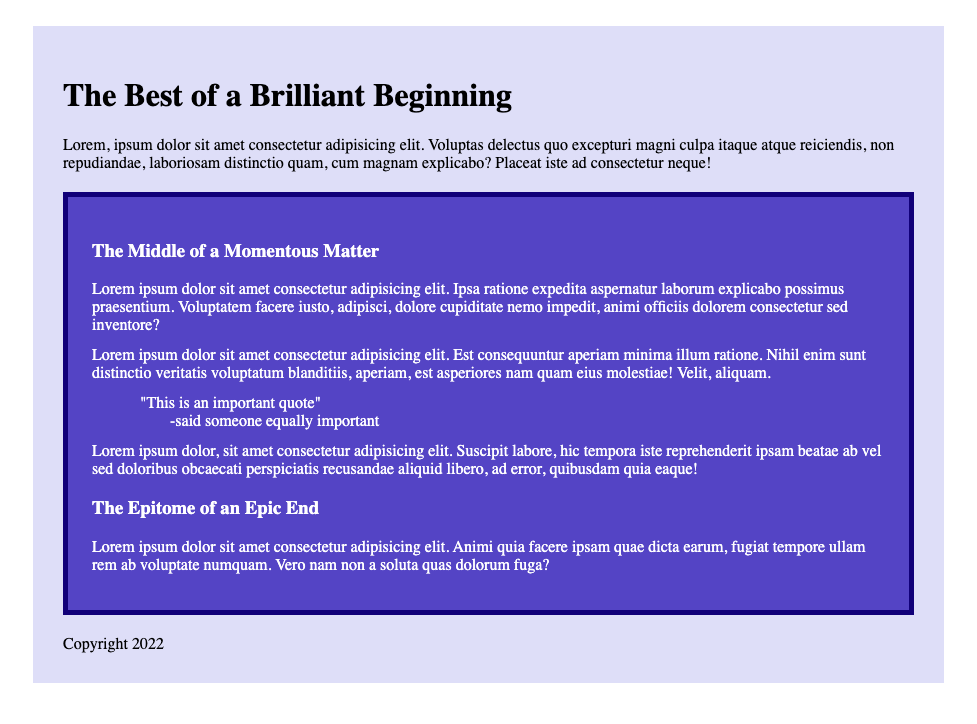 The Best of a Brilliant Beginning
Lorem, ipsum dolor sit amet consectetur adipisicing elit. Voluptas delectus quo excepturi magni culpa itaque atque reiciendis, non
repudiandae, laboriosam distinctio quam, cum magnam explicabo? Placeat iste ad consectetur neque!
The Middle of a Momentous Matter
Lorem ipsum dolor sit amet consectetur adipisicing elit. Ipsa ratione expedita aspernatur laborum explicabo possimus
praesentium. Voluptatem facere iusto, adipisci, dolore cupiditate nemo impedit, animi officiis dolorem consectetur sed
inventore?
Lorem ipsum dolor sit amet consectetur adipisicing elit. Est consequuntur aperiam minima illum ratione. Nihil enim sunt
distinctio veritatis voluptatum blanditiis, aperiam, est asperiores nam quam eius molestiae! Velit, aliquam.
"This is an important quote"
-said someone equally important
Lorem ipsum dolor, sit amet consectetur adipisicing elit. Suscipit labore, hic tempora iste reprehenderit ipsam beatae ab vel
sed doloribus obcaecati perspiciatis recusandae aliquid libero, ad error, quibusdam quia eaque!
The Epitome of an Epic End
Lorem ipsum dolor sit amet consectetur adipisicing elit. Animi quia facere ipsam quae dicta earum, fugiat tempore ullam
rem ab voluptate numquam. Vero nam non a soluta quas dolorum fuga?
Copyright 2022